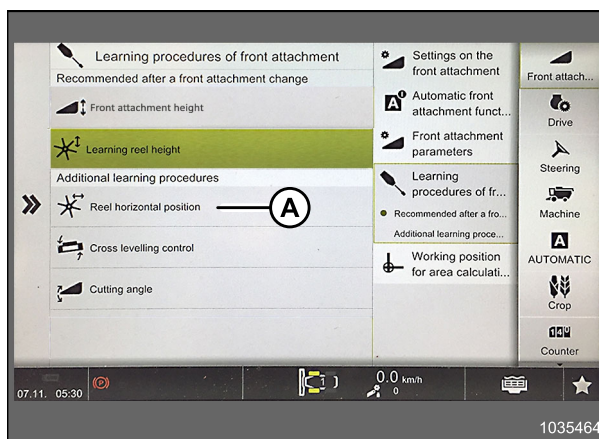 Learning procedures of front attachment
Recommended after a front attachment change
Front attachment height
Learning reel height
Additional learning procedures
Reel horizontal position
A
Cross levelling control
Cutting angle
Settings on the
front attachment
Automatic front
attachment funct...
Front attachment
parameters
Learning
procedures of fr...
Recommended after a fro...
Additional learning proce...
Working position
for area calculati...
Front attach...
Drive
Steering
Machine
A
AUTOMATIC
Crop
Counter
07.11. 05:30
(P)
1
0.0 km/h
0
1035464